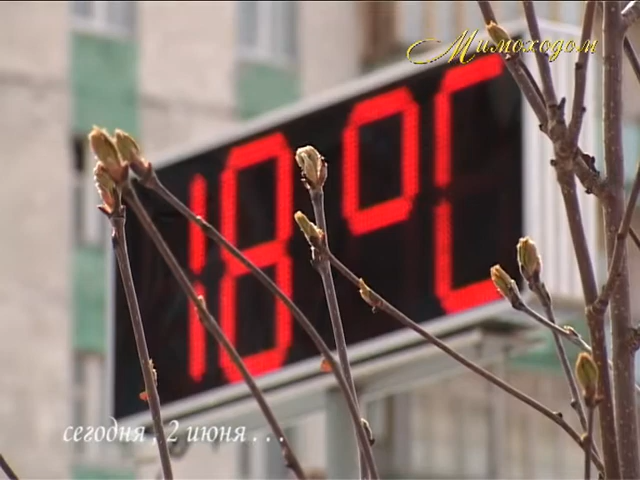 Мимоходом
18°C
сегодня , 2 июня . . .